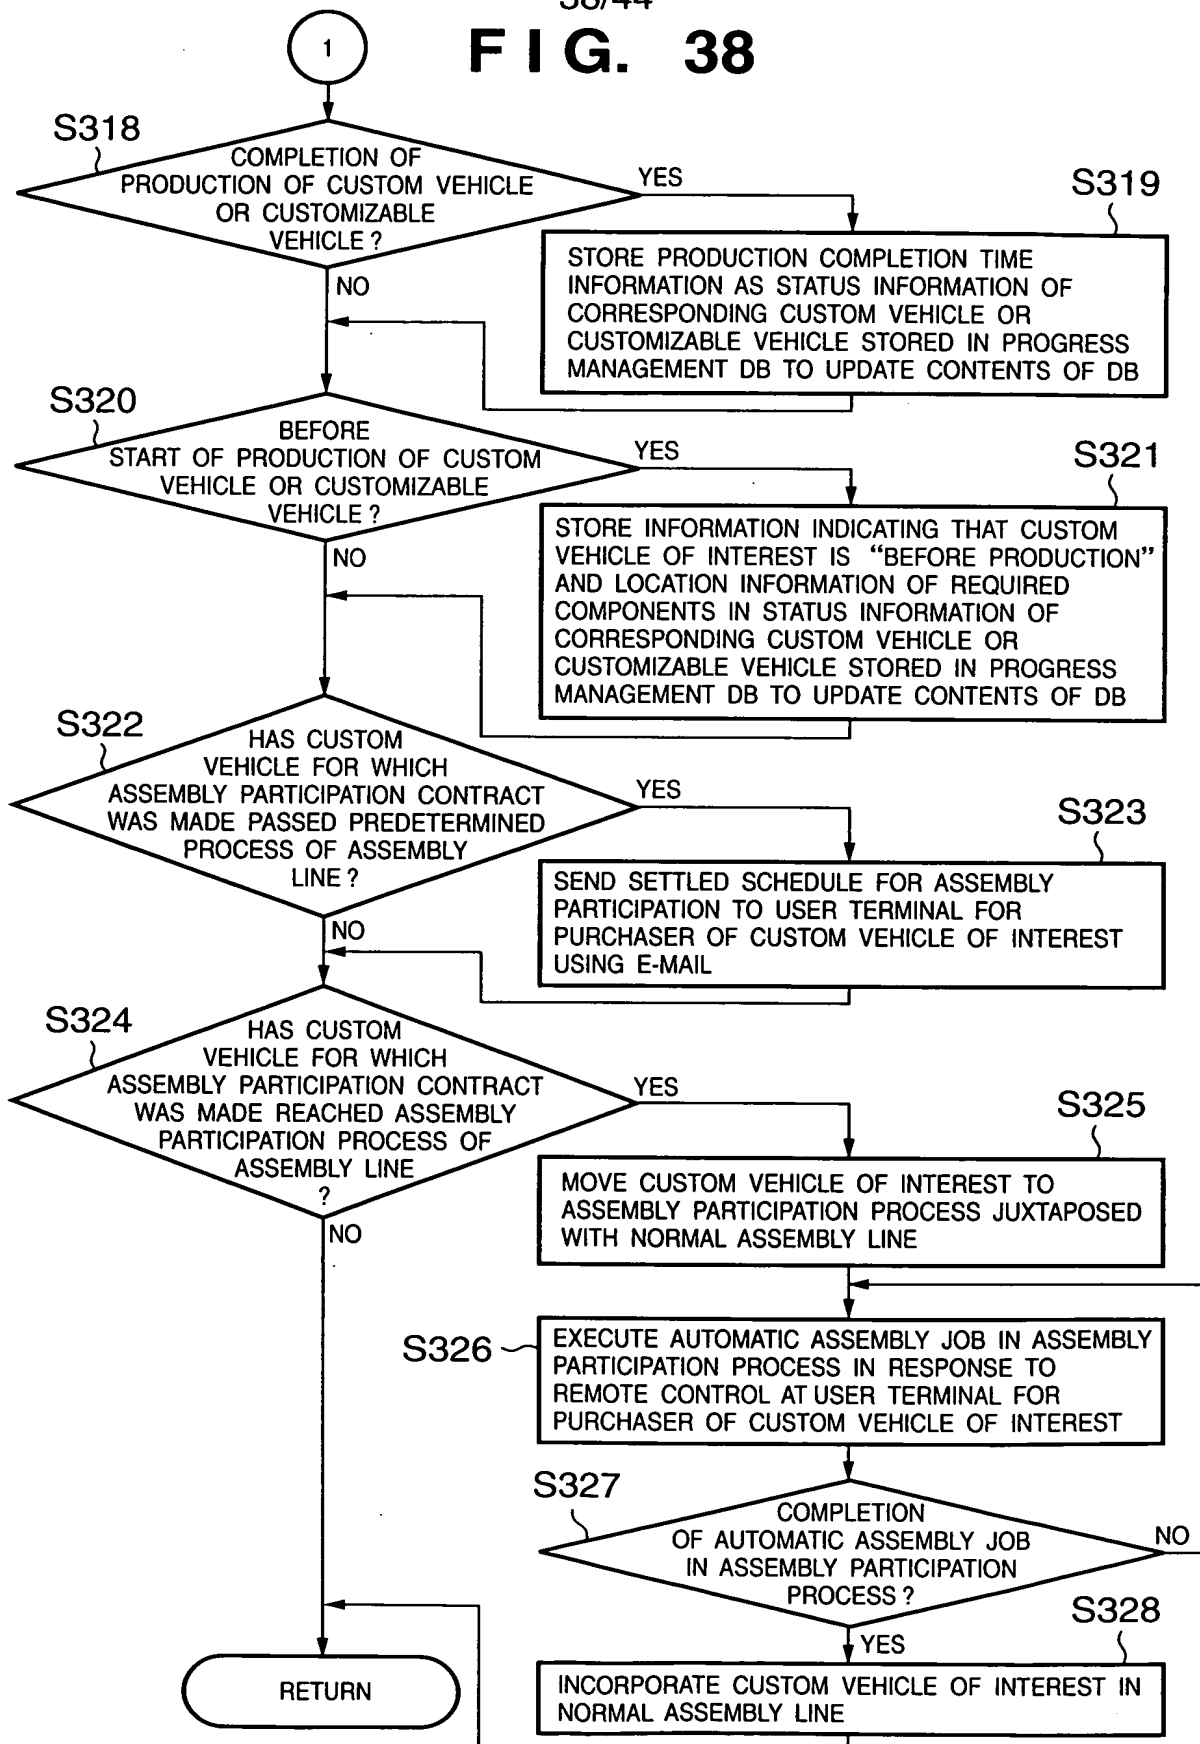 38/44
FIG. 38
1
S318
COMPLETION OF
PRODUCTION OF CUSTOM VEHICLE
OR CUSTOMIZABLE
VEHICLE?
YES
NO
S319
STORE PRODUCTION COMPLETION TIME
INFORMATION AS STATUS INFORMATION OF
CORRESPONDING CUSTOM VEHICLE OR
CUSTOMIZABLE VEHICLE STORED IN PROGRESS
MANAGEMENT DB TO UPDATE CONTENTS OF DB
S320
BEFORE
START OF PRODUCTION OF CUSTOM
VEHICLE OR CUSTOMIZABLE
VEHICLE?
YES
NO
S321
STORE INFORMATION INDICATING THAT CUSTOM
VEHICLE OF INTEREST IS “BEFORE PRODUCTION”
AND LOCATION INFORMATION OF REQUIRED
COMPONENTS IN STATUS INFORMATION OF
CORRESPONDING CUSTOM VEHICLE OR
CUSTOMIZABLE VEHICLE STORED IN PROGRESS
MANAGEMENT DB TO UPDATE CONTENTS OF DB
S322
HAS CUSTOM
VEHICLE FOR WHICH
ASSEMBLY PARTICIPATION CONTRACT
WAS MADE PASSED PREDETERMINED
PROCESS OF ASSEMBLY
LINE?
YES
NO
S323
SEND SETTLED SCHEDULE FOR ASSEMBLY
PARTICIPATION TO USER TERMINAL FOR
PURCHASER OF CUSTOM VEHICLE OF INTEREST
USING E-MAIL
S324
HAS CUSTOM
VEHICLE FOR WHICH
ASSEMBLY PARTICIPATION CONTRACT
WAS MADE REACHED ASSEMBLY
PARTICIPATION PROCESS OF
ASSEMBLY LINE
?
YES
NO
S325
MOVE CUSTOM VEHICLE OF INTEREST TO
ASSEMBLY PARTICIPATION PROCESS JUXTAPOSED
WITH NORMAL ASSEMBLY LINE
S326
EXECUTE AUTOMATIC ASSEMBLY JOB IN ASSEMBLY
PARTICIPATION PROCESS IN RESPONSE TO
REMOTE CONTROL AT USER TERMINAL FOR
PURCHASER OF CUSTOM VEHICLE OF INTEREST
S327
COMPLETION
OF AUTOMATIC ASSEMBLY JOB
IN ASSEMBLY PARTICIPATION
PROCESS?
NO
YES
S328
INCORPORATE CUSTOM VEHICLE OF INTEREST IN
NORMAL ASSEMBLY LINE
RETURN